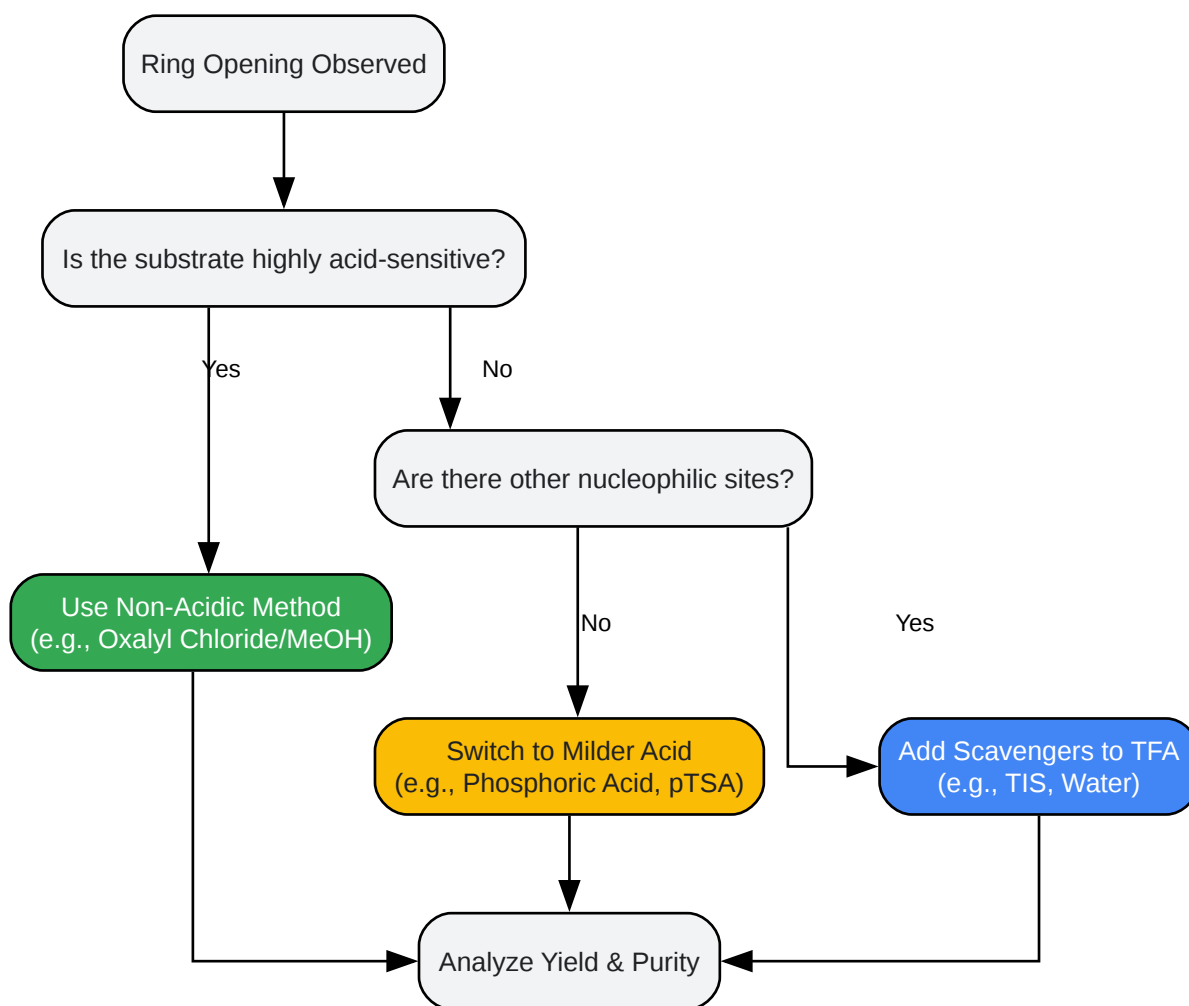 Ring Opening Observed
Is the substrate highly acid-sensitive?
Yes
No
Are there other nucleophilic sites?
Use Non-Acidic Method
(e.g., Oxalyl Chloride/MeOH)
No
Yes
Switch to Milder Acid
(e.g., Phosphoric Acid, pTSA)
Add Scavengers to TFA
(e.g., TIS, Water)
Analyze Yield & Purity